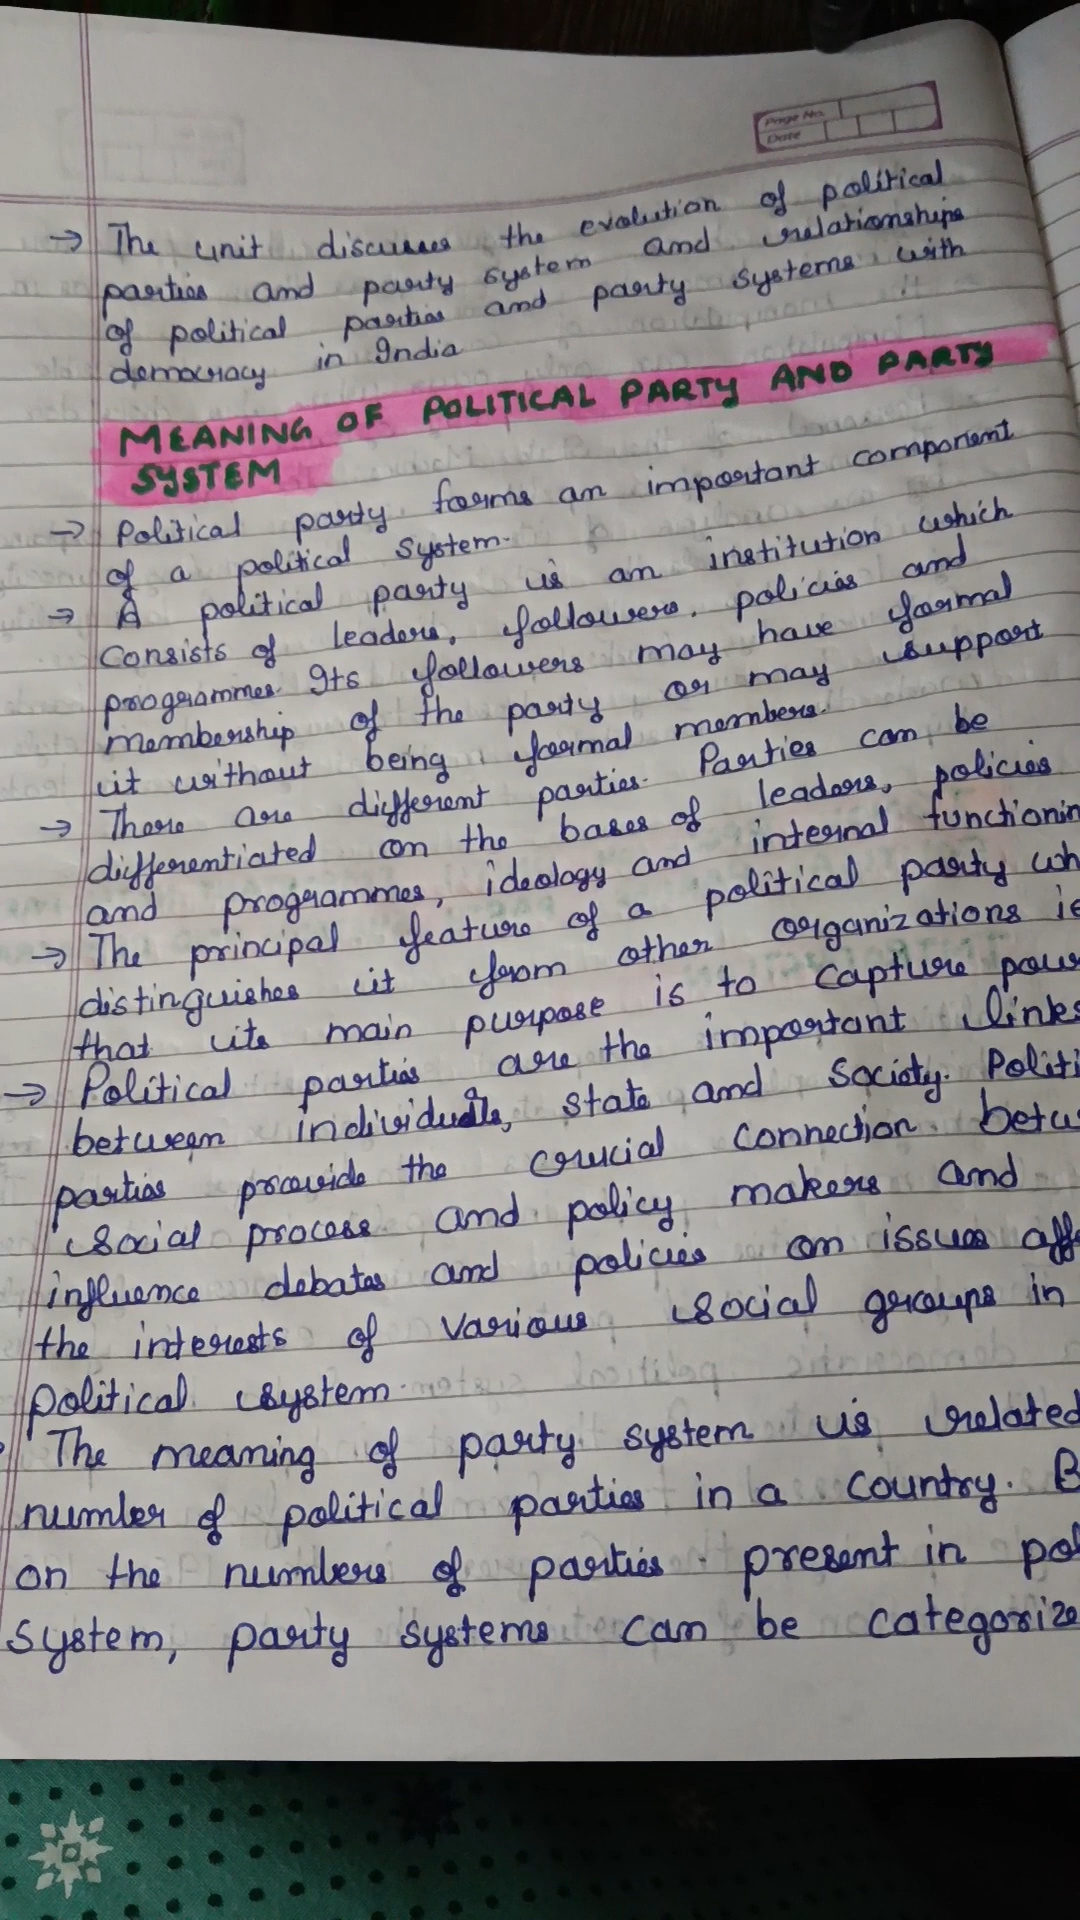 Page No.
Date
→ The unit discusses the evolution of political
parties and party system and relationships
of political parties and party systems with
democracy in India
MEANING OF POLITICAL PARTY AND PARTY
SYSTEM
→ Political party forms an important component
of a political system.
→ A political party is an institution which
consists of leaders, followers, policies and
programmes. Its followers may have formal
membership of the party or may support
it without being formal members.
→ There are different parties. Parties can be
differentiated on the bases of leaders, policies
and programmes, ideology and internal functionin
→ The principal feature of a political party wh
distinguishes it from other organizations is
that its main purpose is to capture pow
→ Political parties are the important links
between individuals, state and Society. Politi
parties provide the crucial connection betw
social process and policy makers and
influence debates and policies on issues aff
the interests of various social groups in
political system.
The meaning of party system is related
number of political parties in a country. B
on the numbers of parties present in pol
system, party systems can be categorize